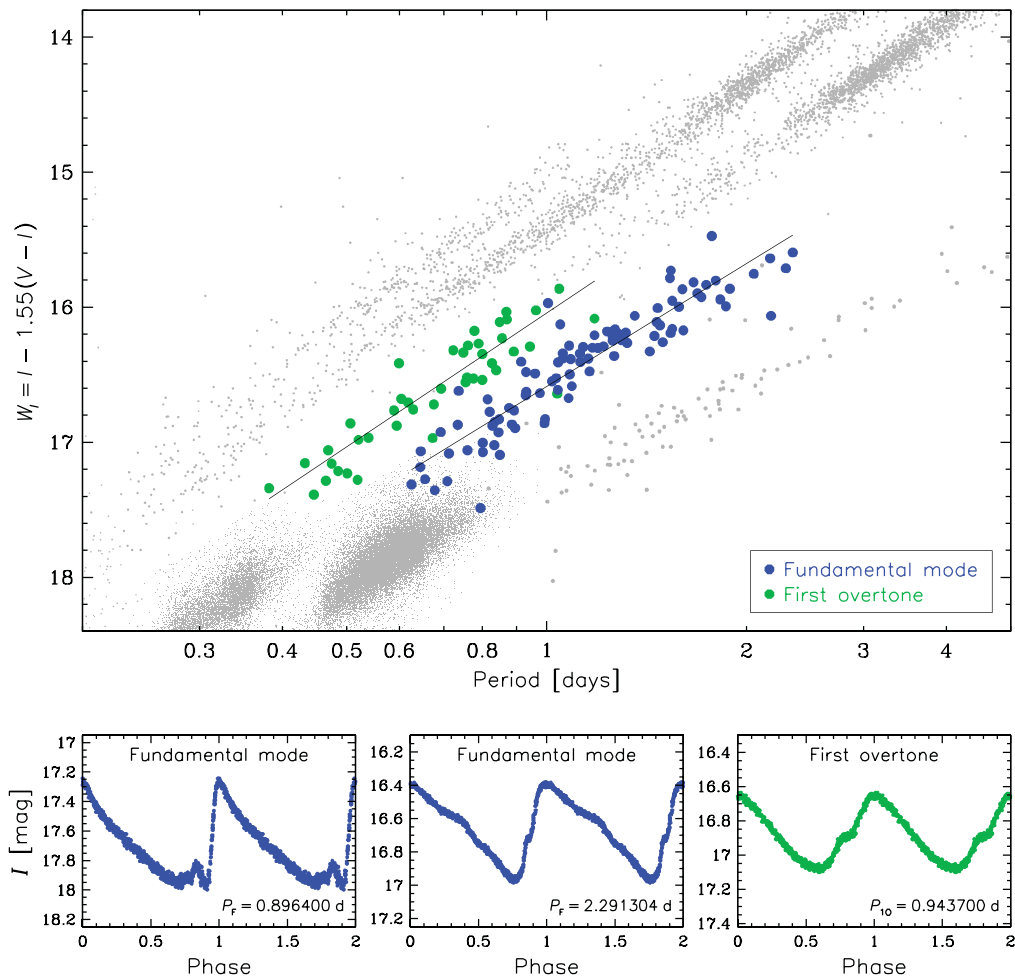 14
15
16
17
18
W_I = I − 1.55(V − I)
Fundamental mode
First overtone
0.3 0.4 0.5 0.6 0.8 1 2 3 4
Period [days]
Fundamental mode
17
17.2
17.4
17.6
17.8
18
18.2
I [mag]
P_F = 0.896400 d
0 0.5 1 1.5 2
Phase
Fundamental mode
16.2
16.4
16.6
16.8
17
17.2
P_F = 2.291304 d
0 0.5 1 1.5 2
Phase
First overtone
16.4
16.6
16.8
17
17.2
17.4
P_1O = 0.943700 d
0 0.5 1 1.5 2
Phase